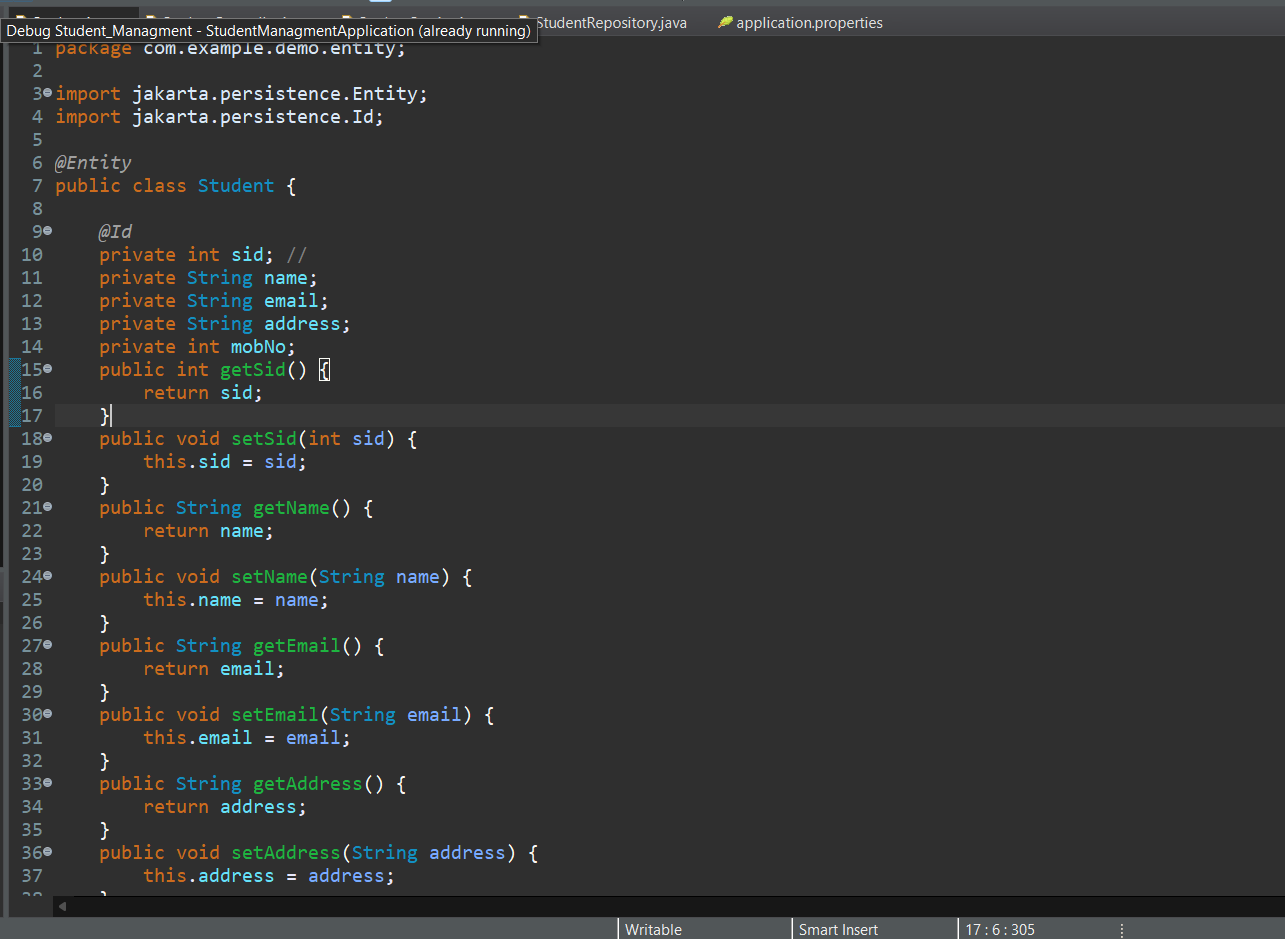 Debug Student_Managment - StudentManagmentApplication (already running)
StudentRepository.java
application.properties
1 package com.example.demo.entity;
2
3 import jakarta.persistence.Entity;
4 import jakarta.persistence.Id;
5
6 @Entity
7 public class Student {
8
9 @Id
10 private int sid; //
11 private String name;
12 private String email;
13 private String address;
14 private int mobNo;
15 public int getSid() {
16 return sid;
17 }
18 public void setSid(int sid) {
19 this.sid = sid;
20 }
21 public String getName() {
22 return name;
23 }
24 public void setName(String name) {
25 this.name = name;
26 }
27 public String getEmail() {
28 return email;
29 }
30 public void setEmail(String email) {
31 this.email = email;
32 }
33 public String getAddress() {
34 return address;
35 }
36 public void setAddress(String address) {
37 this.address = address;
38 }
Writable
Smart Insert
17 : 6 : 305